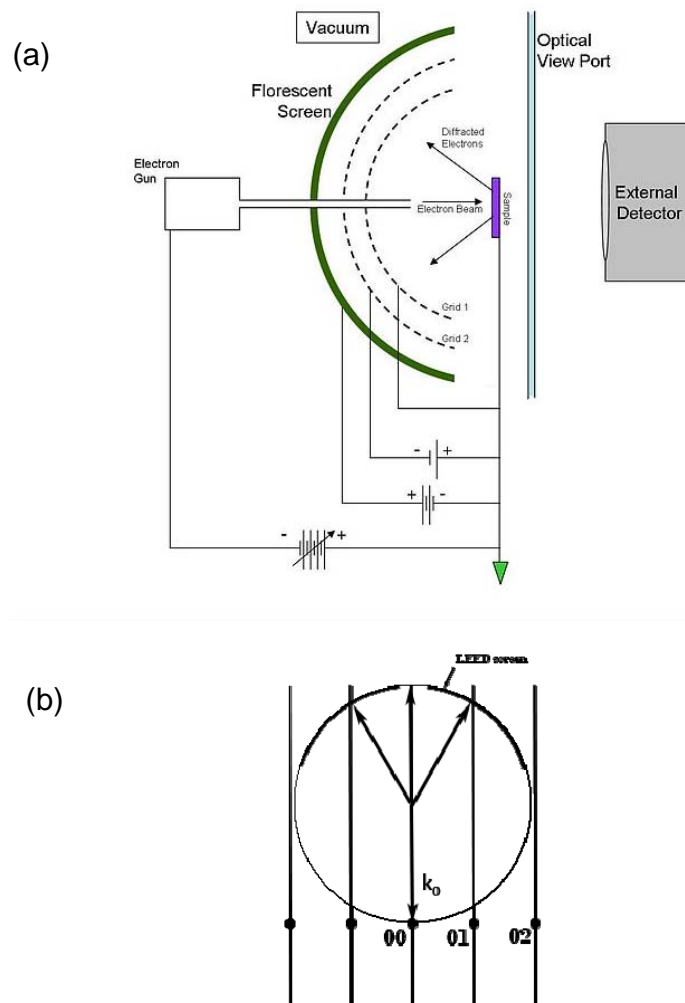 (a)
Vacuum
Optical
View Port
Florescent
Screen
Diffracted
Electrons
Electron
Gun
Electron Beam
Sample
External
Detector
Grid 1
Grid 2
- +
+ -
- +
(b)
LEED screen
k₀
00 01 02